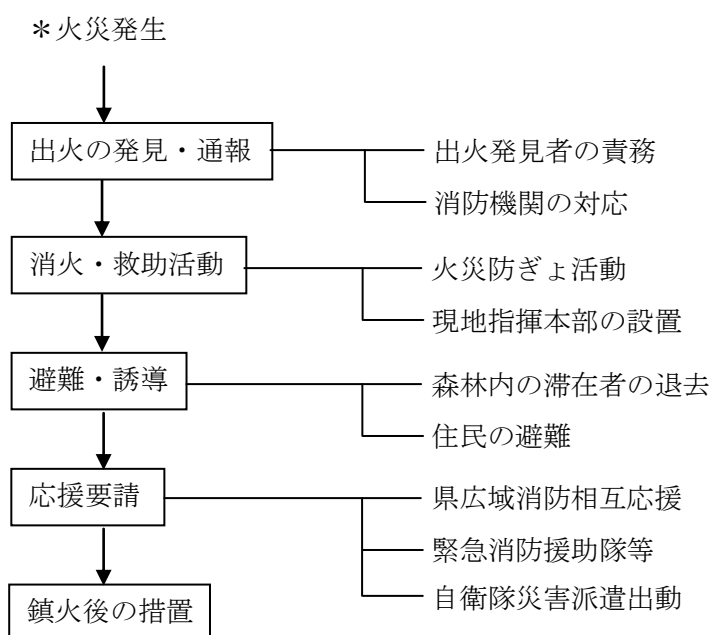 ＊火災発生
出火の発見・通報
出火発見者の責務
消防機関の対応
消火・救助活動
火災防ぎょ活動
現地指揮本部の設置
避難・誘導
森林内の滞在者の退去
住民の避難
応援要請
県広域消防相互応援
緊急消防援助隊等
自衛隊災害派遣出動
鎮火後の措置